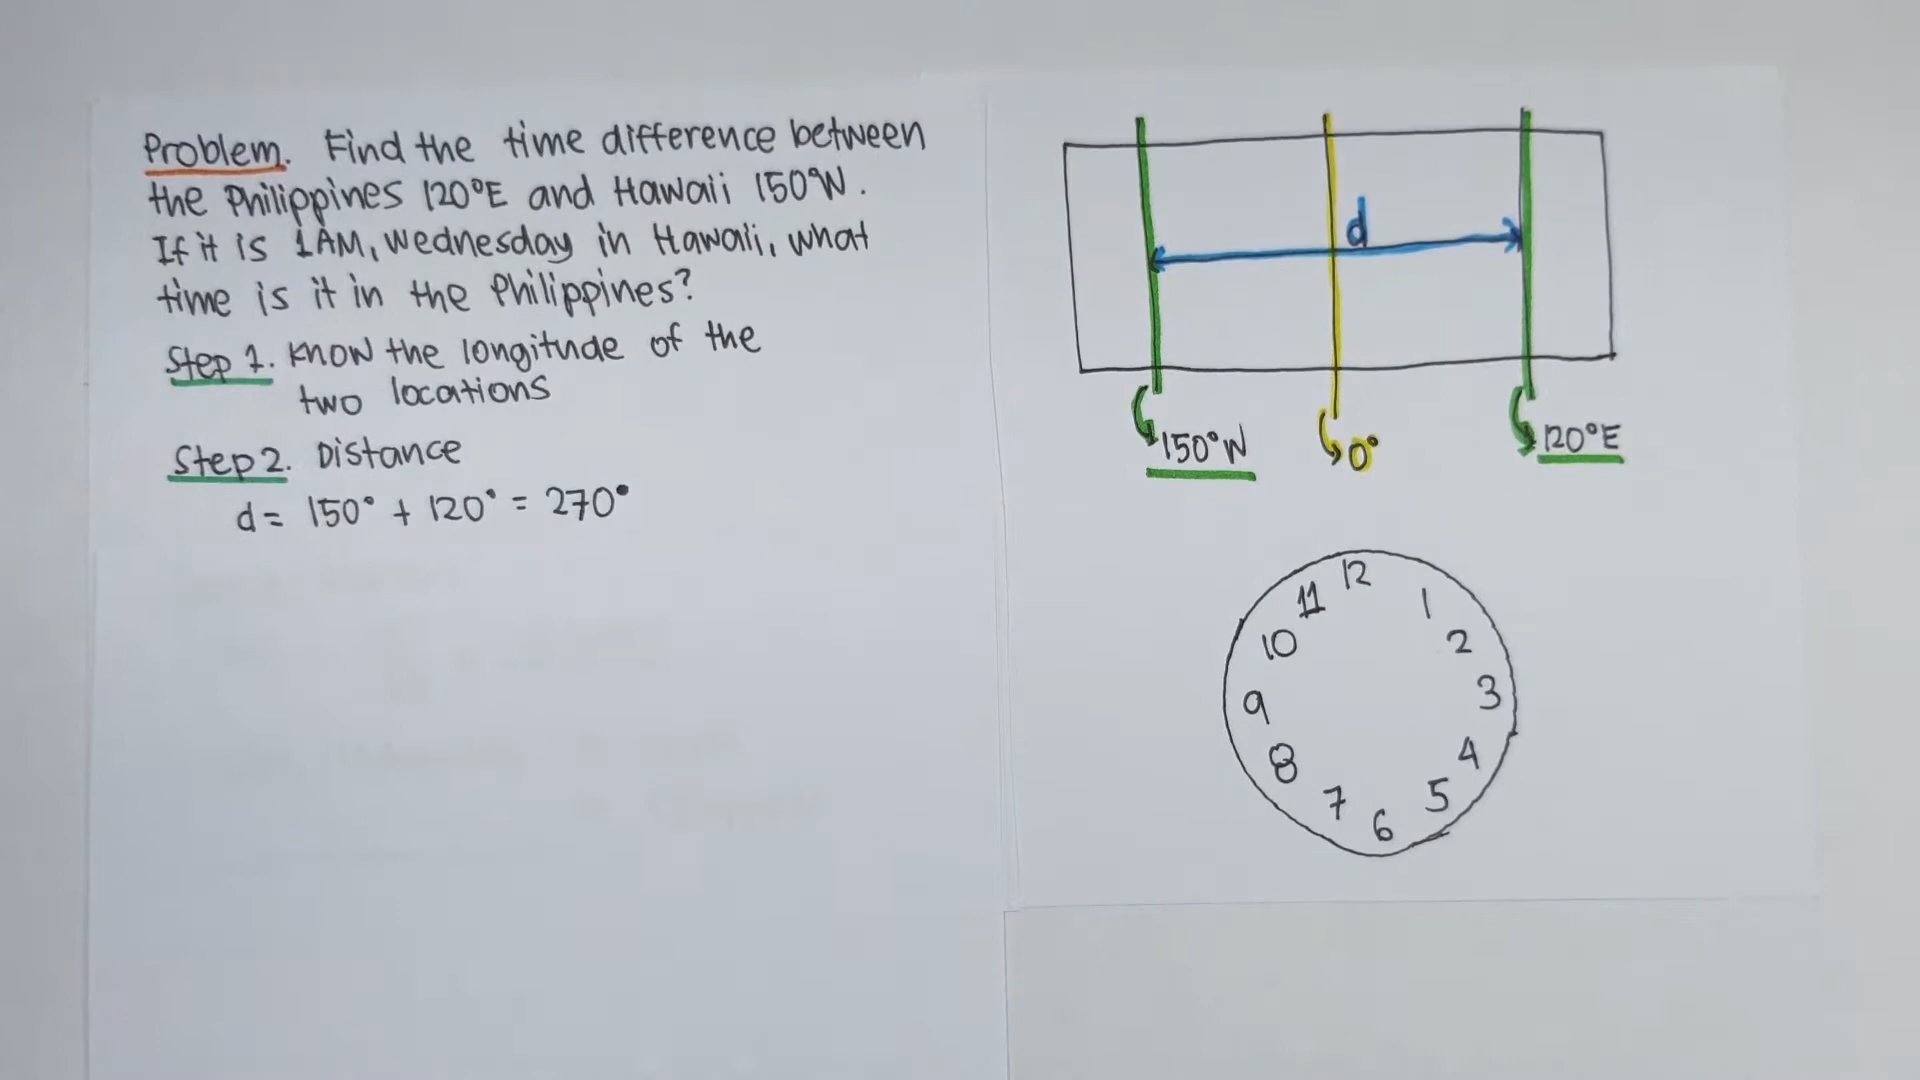 Problem. Find the time difference between
the Philippines 120°E and Hawaii 150°W.
If it is 1AM, Wednesday in Hawaii, what
time is it in the Philippines?
Step 1. Know the longitude of the
two locations
Step 2. Distance
d = 150° + 120° = 270°
d
150°W
0°
120°E
12
11
1
10
2
9
3
8
4
7
5
6